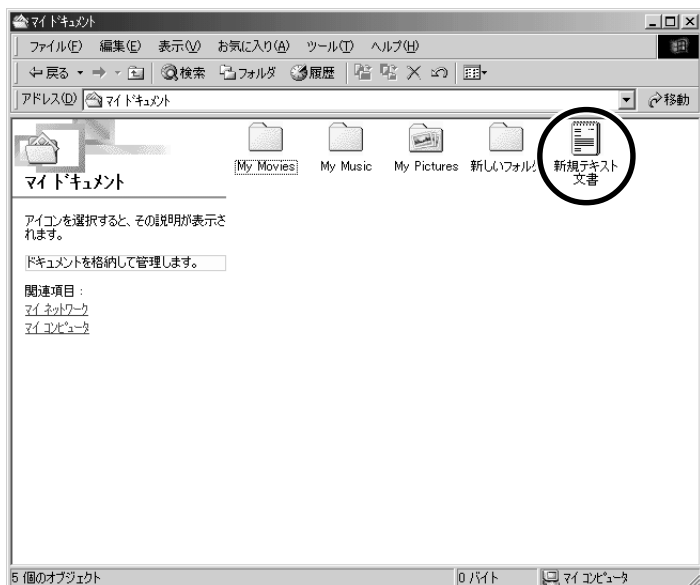 マイ ドキュメント
ファイル(F) 編集(E) 表示(V) お気に入り(A) ツール(T) ヘルプ(H)
戻る 検索 フォルダ 履歴
アドレス(D) マイ ドキュメント 移動
マイ ドキュメント
アイコンを選択すると、その説明が表示さ
れます。
ドキュメントを格納して管理します。
関連項目 :
マイ ネットワーク
マイ コンピュータ
My Movies My Music My Pictures 新しいフォルダ 新規テキスト
文書
5 個のオブジェクト 0 バイト マイ コンピュータ